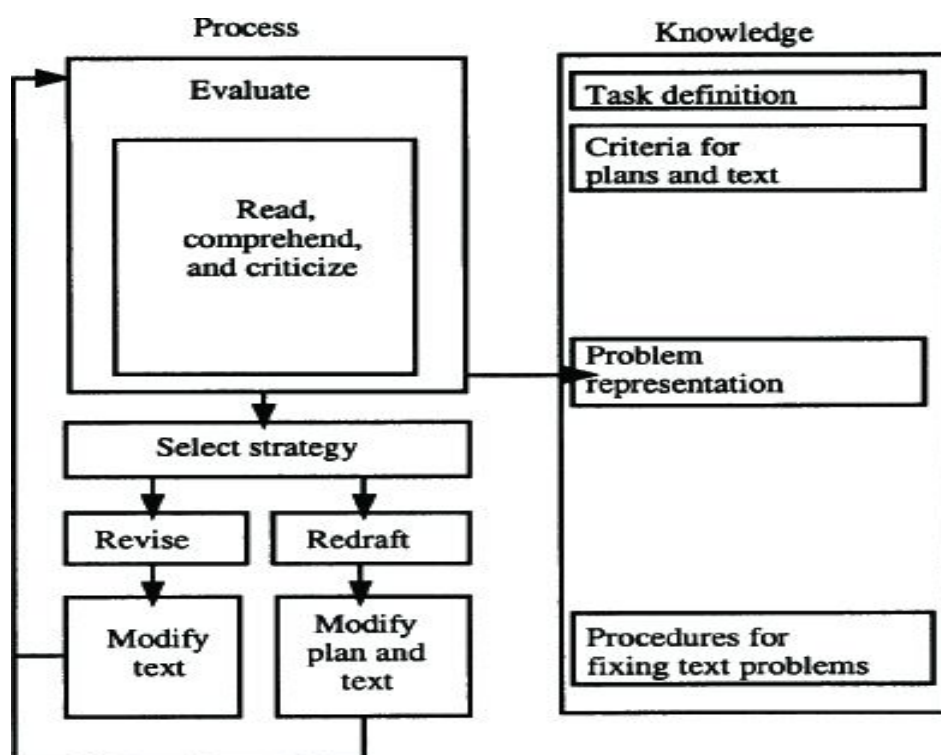 Process
Evaluate
Read,
comprehend,
and criticize
Select strategy
Revise
Redraft
Modify
text
Modify
plan and
text
Knowledge
Task definition
Criteria for
plans and text
Problem
representation
Procedures for
fixing text problems